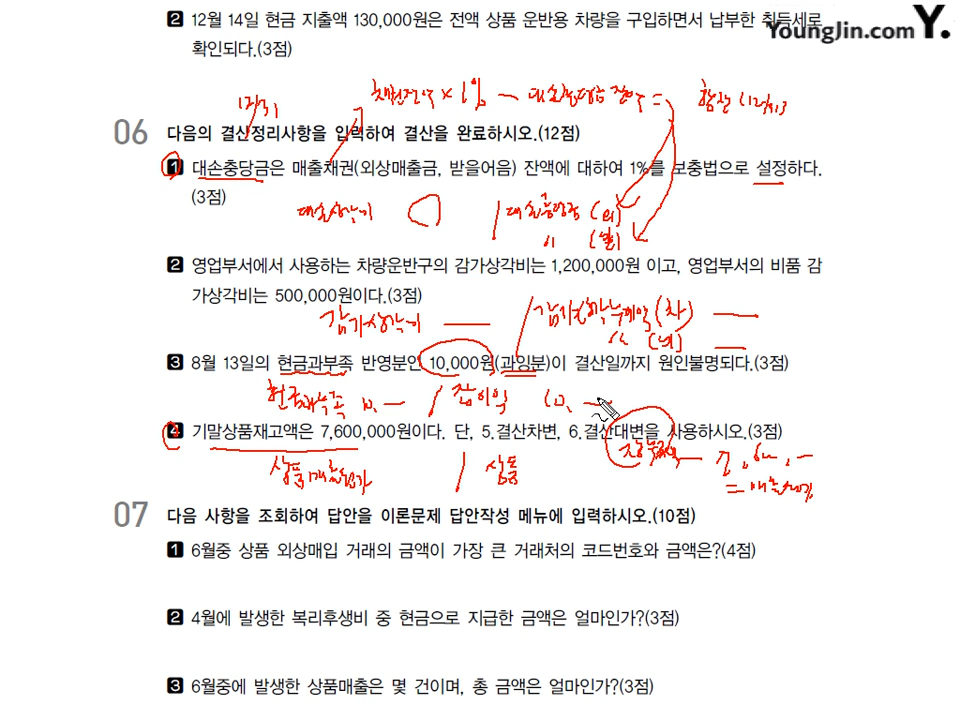 2 12월 14일 현금 지출액 130,000원은 전액 상품 운반용 차량을 구입하면서 납부한 취득세로
YoungJin.com Y.
확인되다.(3점)
12/31
채권잔액 × 1% - 대손충당금 잔액 = 결산 (12/31)
06 다음의 결산정리사항을 입력하여 결산을 완료하시오.(12점)
1 대손충당금은 매출채권(외상매출금, 받을어음) 잔액에 대하여 1%를 보충법으로 설정하다.
(3점)
대손상각비 / 대손충당금 (외)
〃 (받)
2 영업부서에서 사용하는 차량운반구의 감가상각비는 1,200,000원 이고, 영업부서의 비품 감
가상각비는 500,000원이다.(3점)
감가상각비 / 감가상각누계액 (차)
〃 (비)
3 8월 13일의 현금과부족 반영분인 10,000원(과잉분)이 결산일까지 원인불명되다.(3점)
현금과부족 10, - / 잡이익 10, -
4 기말상품재고액은 7,600,000원이다. 단, 5.결산차변, 6.결산대변을 사용하시오.(3점)
상품매출원가 / 상품
07 다음 사항을 조회하여 답안을 이론문제 답안작성 메뉴에 입력하시오.(10점)
1 6월중 상품 외상매입 거래의 금액이 가장 큰 거래처의 코드번호와 금액은?(4점)
2 4월에 발생한 복리후생비 중 현금으로 지급한 금액은 얼마인가?(3점)
3 6월중에 발생한 상품매출은 몇 건이며, 총 금액은 얼마인가?(3점)